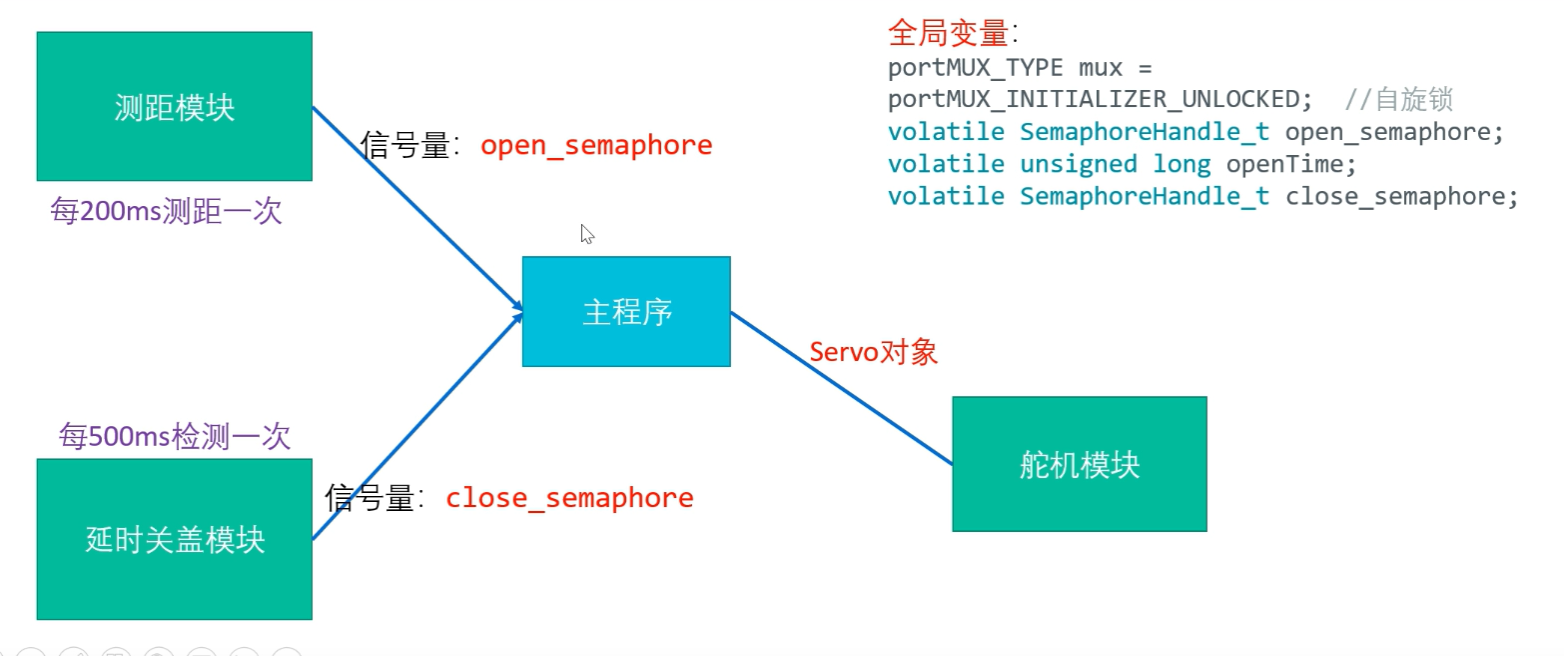 测距模块
每200ms测距一次
信号量：open_semaphore
全局变量：
portMUX_TYPE mux =
portMUX_INITIALIZER_UNLOCKED;  //自旋锁
volatile SemaphoreHandle_t open_semaphore;
volatile unsigned long openTime;
volatile SemaphoreHandle_t close_semaphore;
主程序
Servo对象
舵机模块
每500ms检测一次
延时关盖模块
信号量：close_semaphore